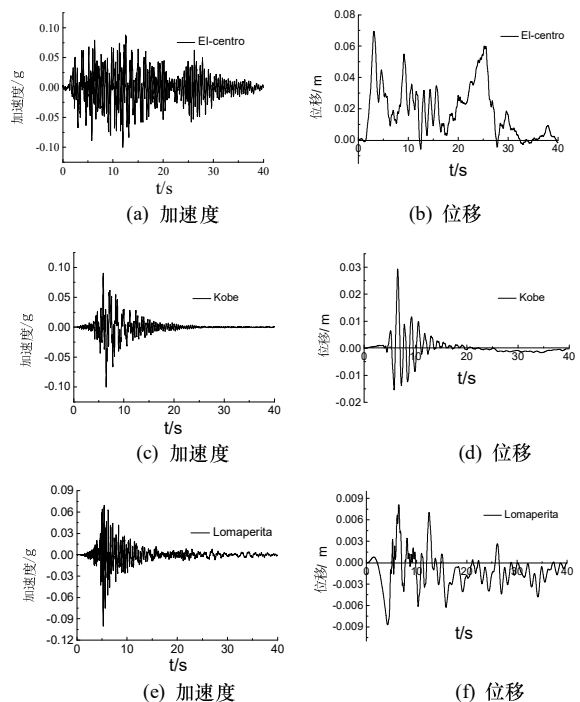 El-centro
0.10
0.05
0.00
-0.05
-0.10
加速度/g
0 10 20 30 40
t/s
(a) 加速度
El-centro
0.08
0.06
0.04
0.02
0.00
位移/ m
0 10 20 30 40
t/s
(b) 位移
Kobe
0.10
0.05
0.00
-0.05
-0.10
加速度/g
0 10 20 30 40
t/s
(c) 加速度
Kobe
0.03
0.02
0.01
0.00
-0.01
-0.02
位移/ m
0 10 20 30 40
t/s
(d) 位移
Lomaperita
0.09
0.06
0.03
0.00
-0.03
-0.06
-0.09
-0.12
加速度/g
0 10 20 30 40
t/s
(e) 加速度
Lomaperita
0.009
0.006
0.003
0.000
-0.003
-0.006
-0.009
位移/ m
0 10 20 30 40
t/s
(f) 位移